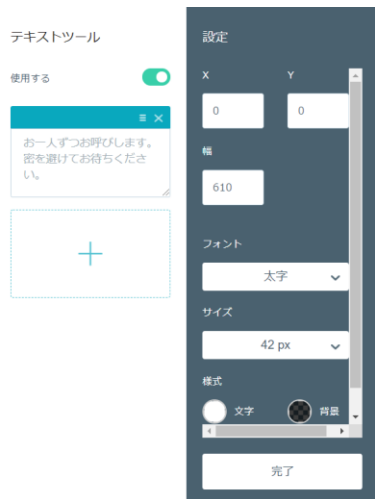 テキストツール
使用する
お一人ずつお呼びします。
密を避けてお待ちくださ
い。
設定
X Y
0 0
幅
610
フォント
太字
サイズ
42 px
様式
文字 背景
完了